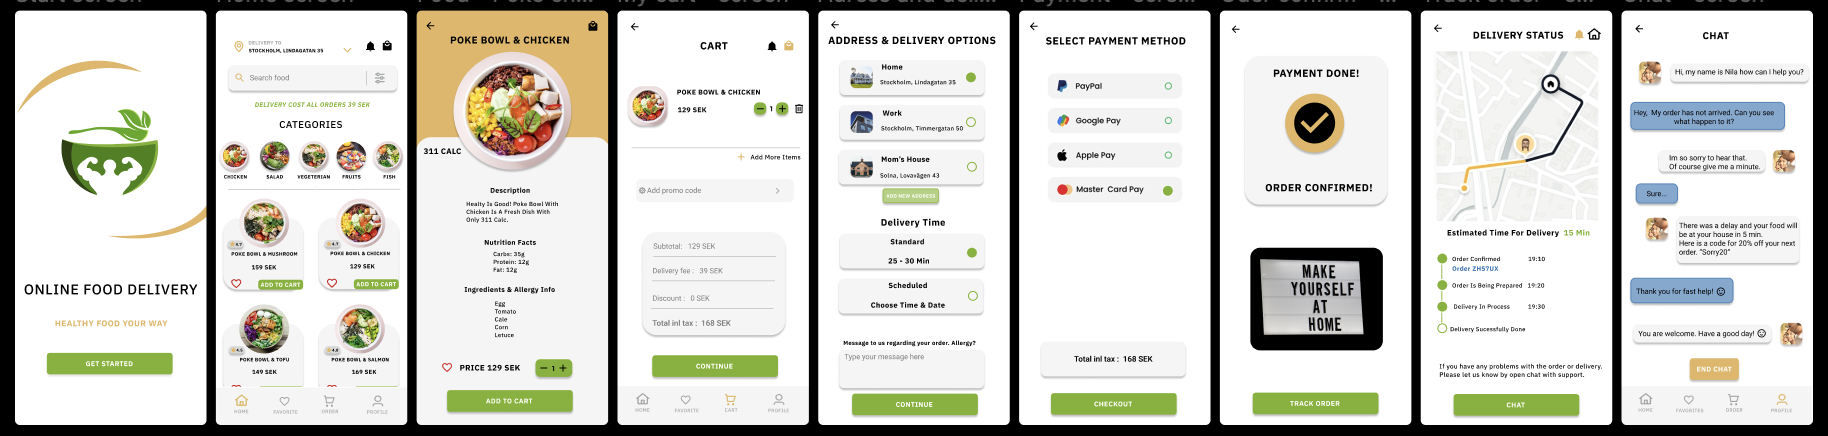 ONLINE FOOD DELIVERY
HEALTHY FOOD YOUR WAY
GET STARTED
DELIVERY TO
STOCKHOLM, LINDAGATAN 35
Search food
DELIVERY COST ALL ORDERS 39 SEK
CATEGORIES
CHICKEN SALAD VEGETERIAN FRUITS FISH
4.7 4.7
POKE BOWL & MUSHROOM POKE BOWL & CHICKEN
159 SEK 129 SEK
ADD TO CART ADD TO CART
4.5 4.8
POKE BOWL & TOFU POKE BOWL & SALMON
149 SEK 169 SEK
HOME FAVORITE ORDER PROFILE
POKE BOWL & CHICKEN
311 CALC
Description
Healty Is Good! Poke Bowl With
Chicken Is A Fresh Dish With
Only 311 Calc.
Nutrition Facts
Carbs: 35g
Protein: 12g
Fat: 12g
Ingredients & Allergy Info
Egg
Tomato
Cale
Corn
Letuce
PRICE 129 SEK
1
ADD TO CART
CART
POKE BOWL & CHICKEN
129 SEK
1
Add More Items
Add promo code
Subtotal: 129 SEK
Delivery fee : 39 SEK
Discount : 0 SEK
Total inl tax : 168 SEK
CONTINUE
HOME FAVORITE CART PROFILE
ADDRESS & DELIVERY OPTIONS
Home
Stockholm, Lindagatan 35
Work
Stockholm, Timmergatan 50
Mom's House
Solna, Lovavägen 43
ADD NEW ADDRESS
Delivery Time
Standard
25 - 30 Min
Scheduled
Choose Time & Date
Message to us regarding your order. Allergy?
Type your message here
CONTINUE
SELECT PAYMENT METHOD
PayPal
Google Pay
Apple Pay
Master Card Pay
Total inl tax : 168 SEK
CHECKOUT
PAYMENT DONE!
ORDER CONFIRMED!
MAKE
YOURSELF
AT
HOME
TRACK ORDER
DELIVERY STATUS
Estimated Time For Delivery 15 Min
Order Confirmed 19:10
Order ZHS7UX
Order Is Being Prepared 19:20
Delivery In Process 19:30
Delivery Sucessfully Done
If you have any problems with the order or delivery.
Please let us know by open chat with support.
CHAT
CHAT
Hi, my name is Nila how can I help you?
Hey, My order has not arrived. Can you see
what happen to it?
Im so sorry to hear that.
Of course give me a minute.
Sure...
There was a delay and your food will
be at your house in 5 min.
Here is a code for 20% off your next
order. "Sorry20"
Thank you for fast help!
You are welcome. Have a good day!
END CHAT
HOME FAVORITES ORDER PROFILE